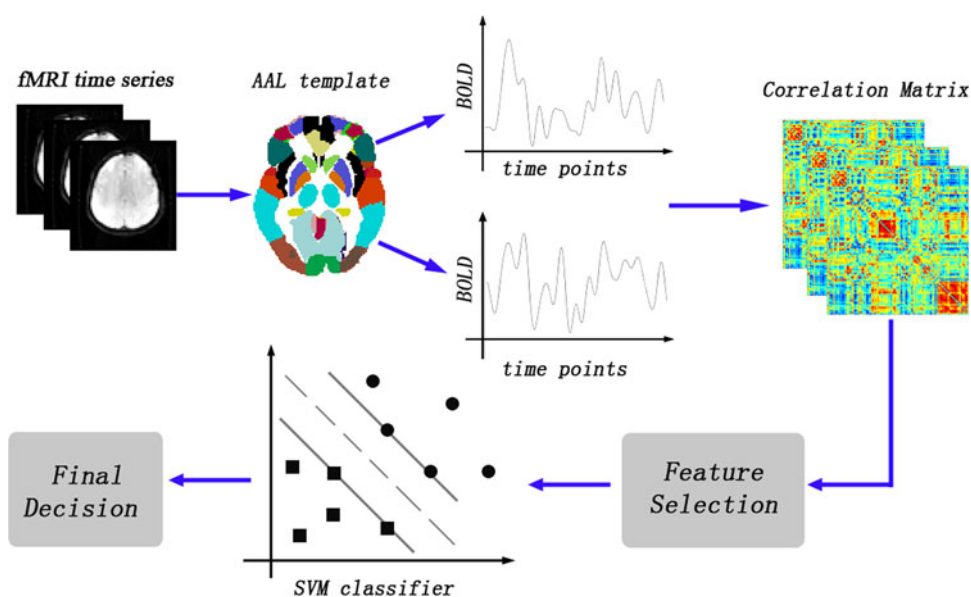 fMRI time series
AAL template
BOLD
time points
BOLD
time points
Correlation Matrix
Feature
Selection
SVM classifier
Final
Decision